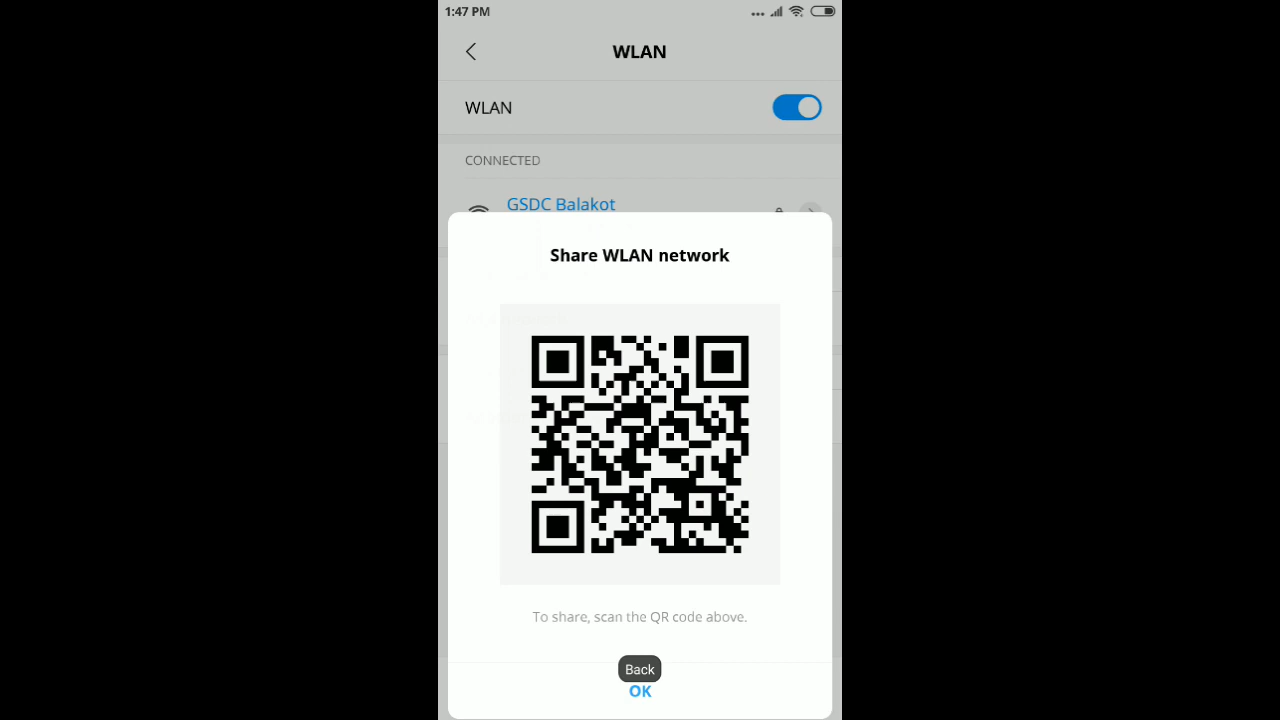 1:47 PM
WLAN
WLAN
CONNECTED
GSDC Balakot
Share WLAN network
To share, scan the QR code above.
Back
OK